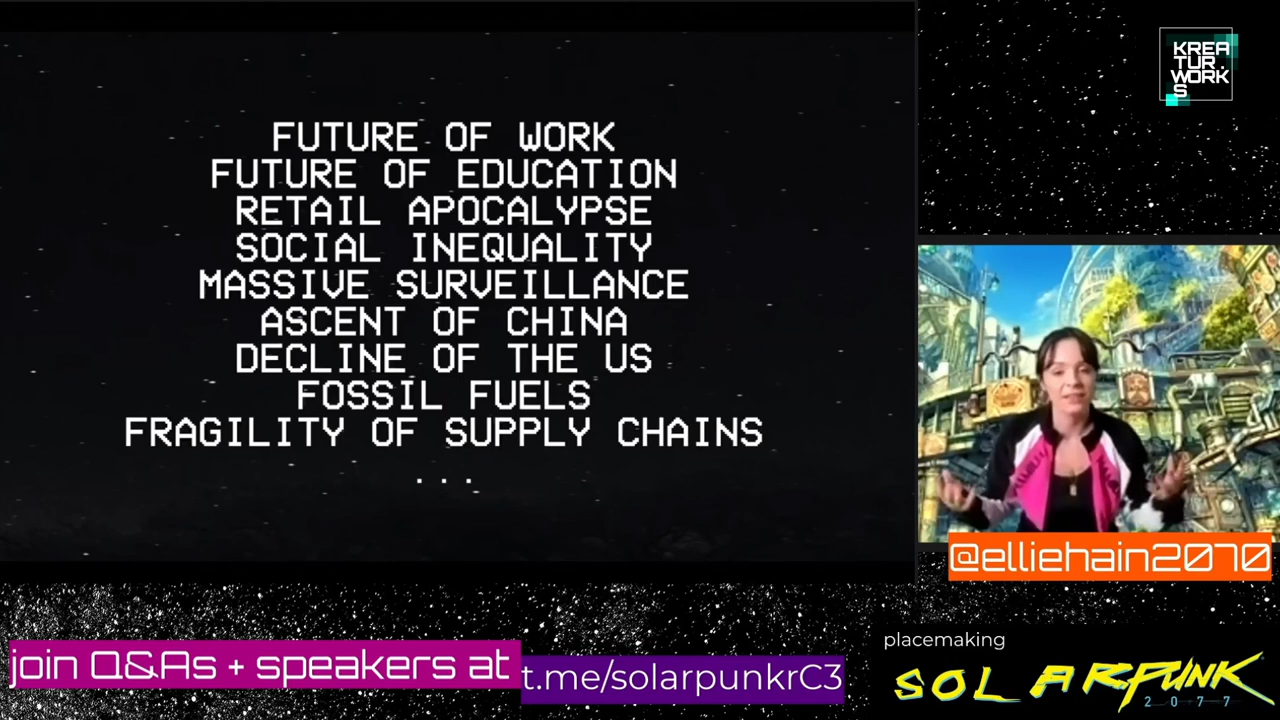 FUTURE OF WORK
FUTURE OF EDUCATION
RETAIL APOCALYPSE
SOCIAL INEQUALITY
MASSIVE SURVEILLANCE
ASCENT OF CHINA
DECLINE OF THE US
FOSSIL FUELS
FRAGILITY OF SUPPLY CHAINS
...
KREA
TUR.
WORK
S
@elliehain2070
join Q&As + speakers at
t.me/solarpunkrC3
placemaking
SOLARPUNK
2077